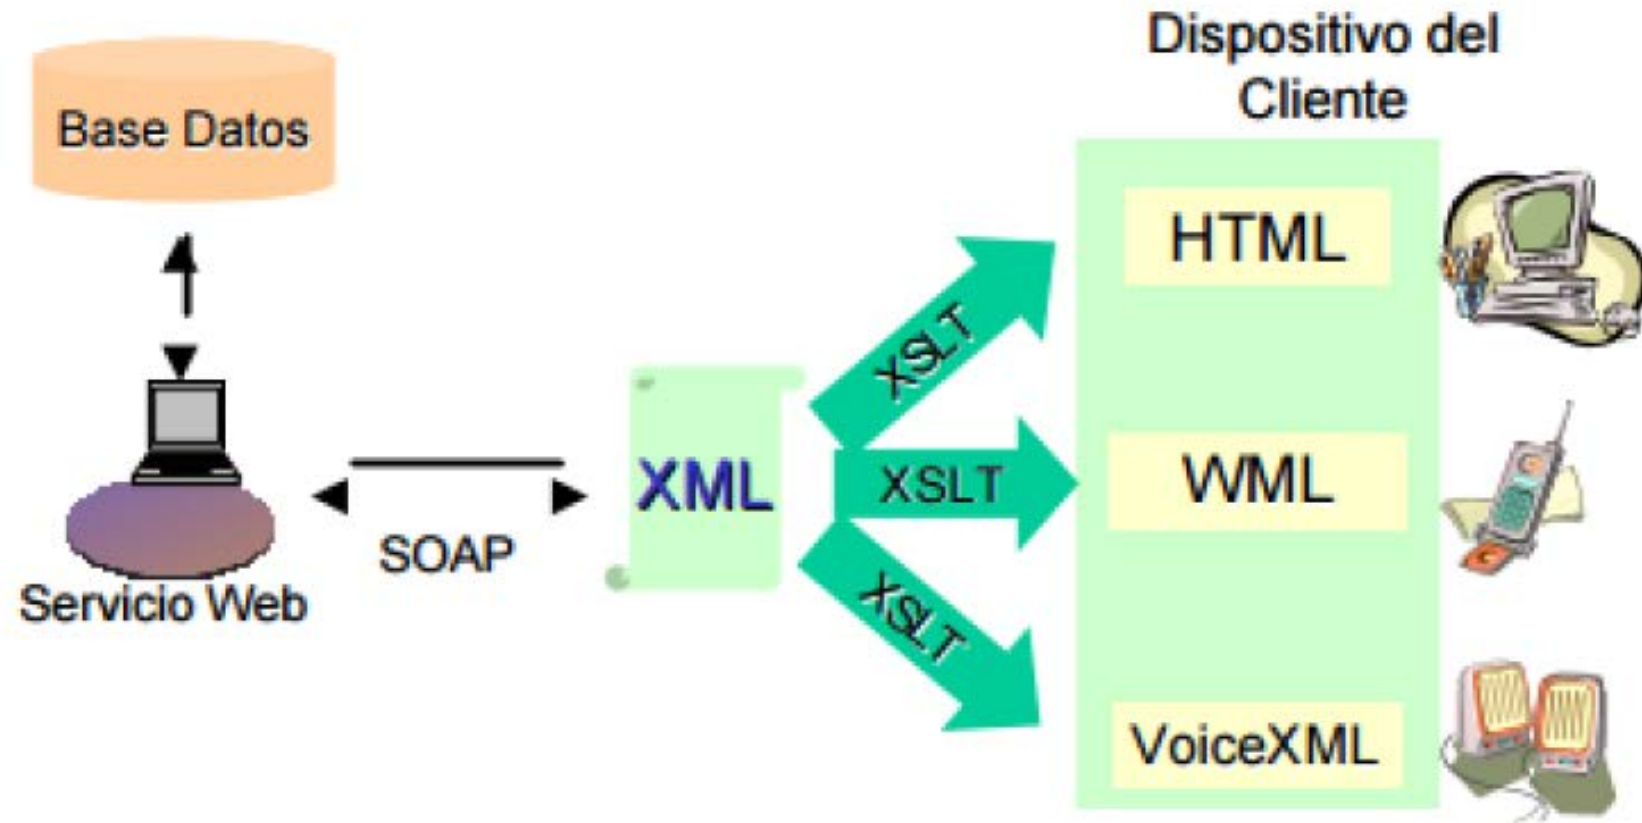 Dispositivo del
Cliente
Base Datos
HTML
XSLT
XML
XSLT
WML
SOAP
Servicio Web
XSLT
VoiceXML